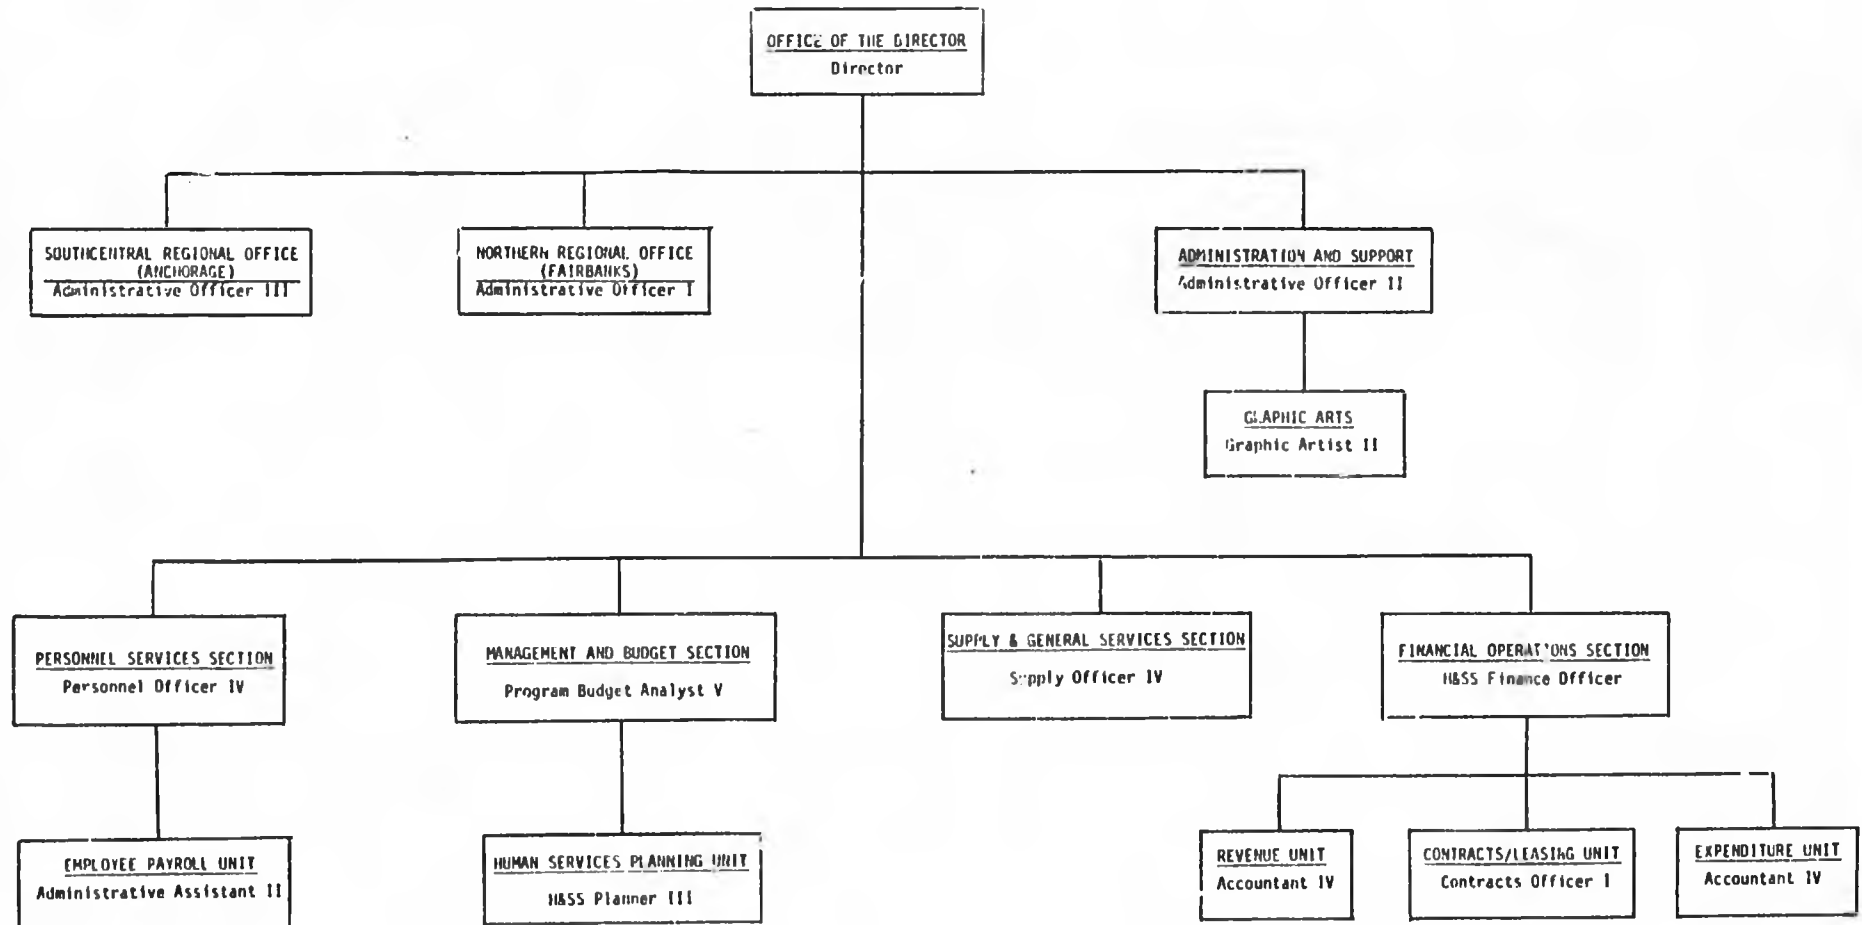 OFFICE OF THE DIRECTOR
Director
SOUTHCENTRAL REGIONAL OFFICE
(ANCHORAGE)
Administrative Officer III
NORTHERN REGIONAL OFFICE
(FAIRBANKS)
Administrative Officer I
ADMINISTRATION AND SUPPORT
Administrative Officer II
GRAPHIC ARTS
Graphic Artist II
PERSONNEL SERVICES SECTION
Personnel Officer IV
MANAGEMENT AND BUDGET SECTION
Program Budget Analyst V
SUPPLY & GENERAL SERVICES SECTION
Supply Officer IV
FINANCIAL OPERATIONS SECTION
H&SS Finance Officer
EMPLOYEE PAYROLL UNIT
Administrative Assistant II
HUMAN SERVICES PLANNING UNIT
H&SS Planner III
REVENUE UNIT
Accountant IV
CONTRACTS/LEASING UNIT
Contracts Officer I
EXPENDITURE UNIT
Accountant IV